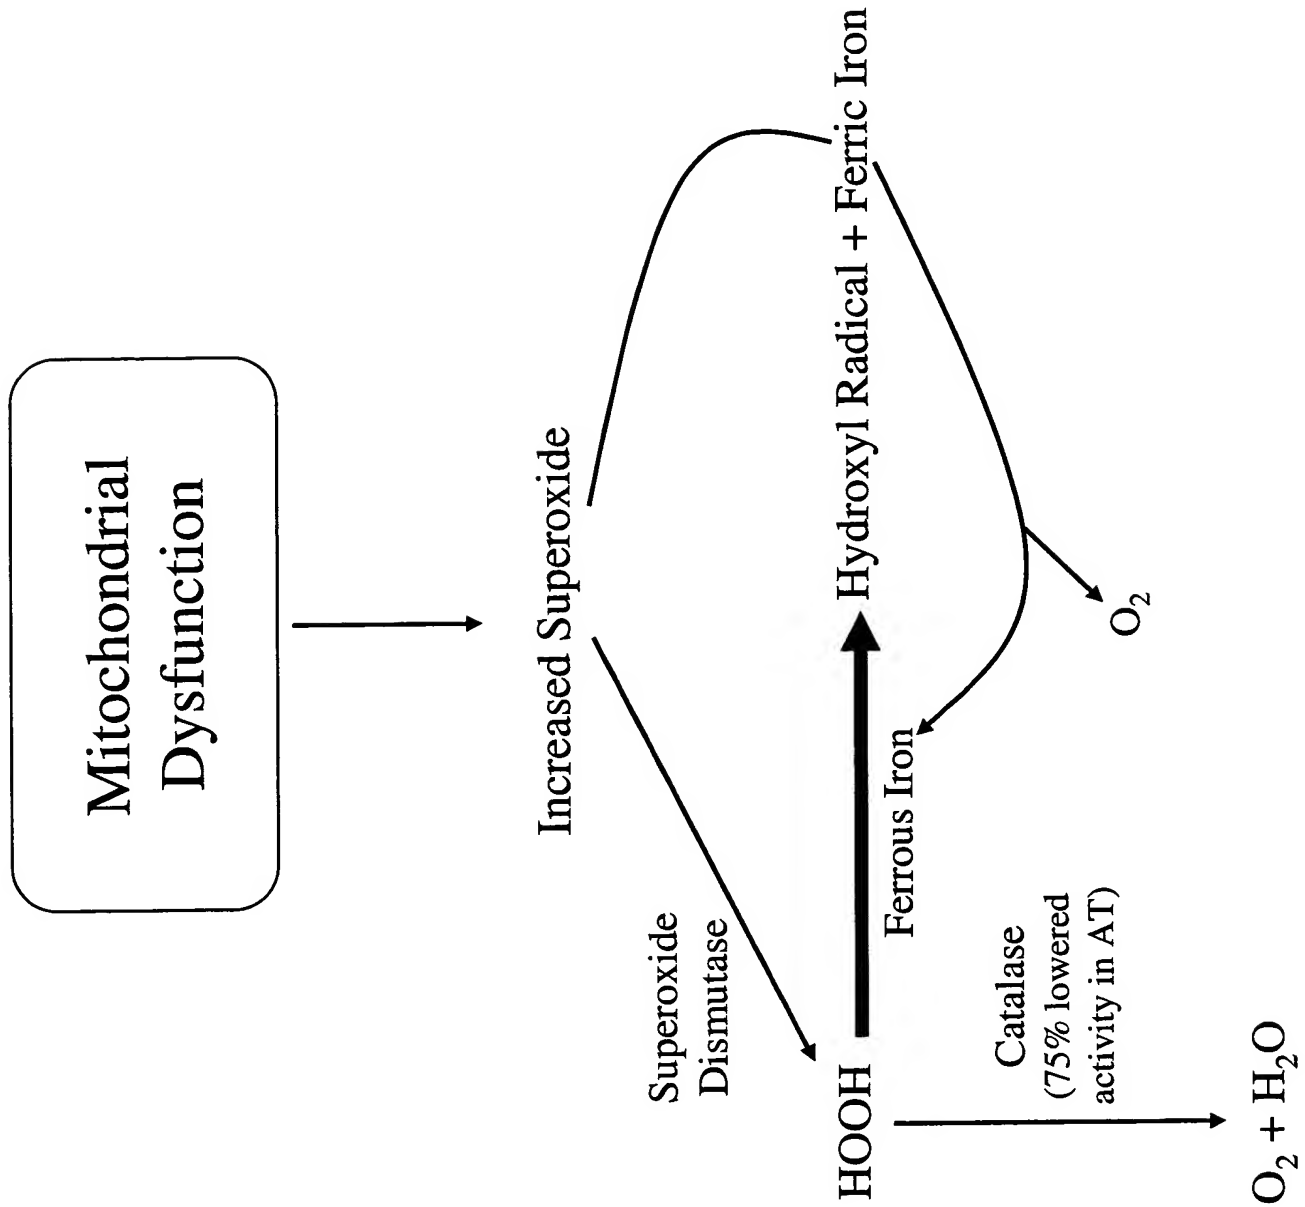 Mitochondrial
Dysfunction
Increased Superoxide
Superoxide
Dismutase
HOOH
Hydroxyl Radical + Ferric Iron
Ferrous Iron
Catalase
(75% lowered
activity in AT)
O₂
O₂ + H₂O